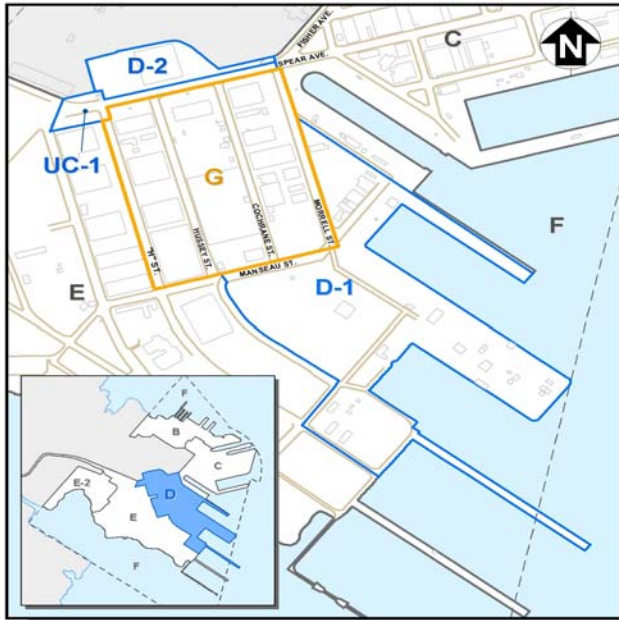 FISHER AVE.
C
N
D-2
SPEAR AVE.
UC-1
G
F
"H" ST.
HUSSEY ST.
COCHRANE ST.
MORRELL ST.
MANSEAU ST.
E
D-1
F
B
C
D
E-2
E
F